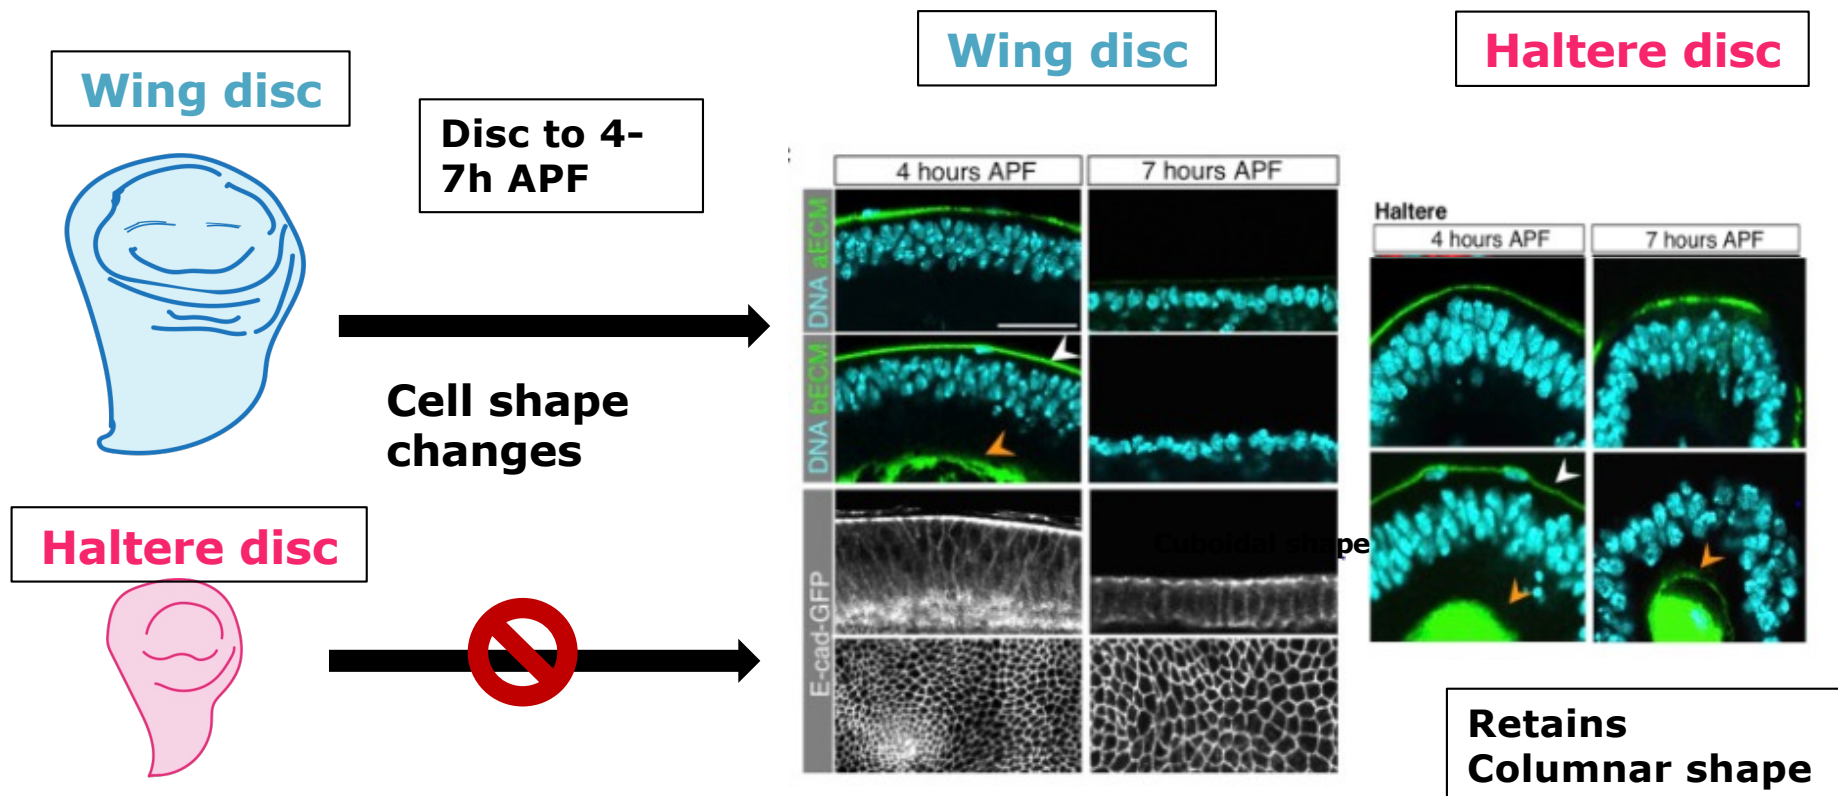 Wing disc
Disc to 4-
7h APF
Cell shape
changes
Haltere disc
Wing disc
4 hours APF
7 hours APF
DNA aECM
DNA bECM
E-cad-GFP
Cuboidal shape
Haltere disc
Haltere
4 hours APF
7 hours APF
Retains
Columnar shape